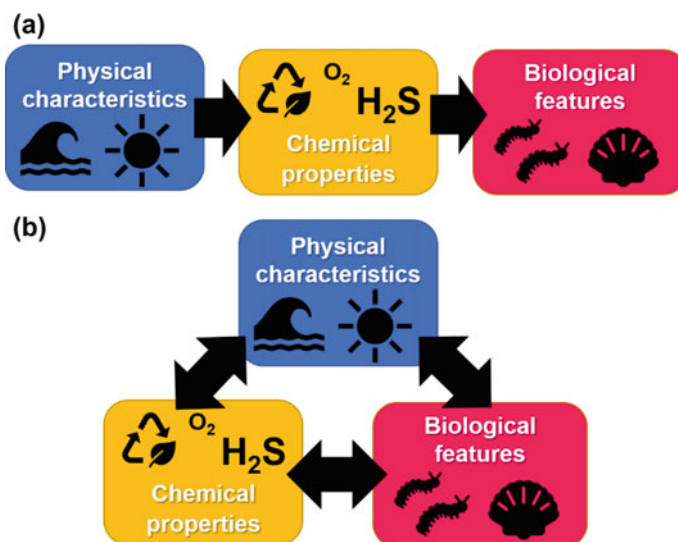 (a)
Physical
characteristics
O₂
H₂S
Chemical
properties
Biological
features
(b)
Physical
characteristics
O₂
H₂S
Chemical
properties
Biological
features